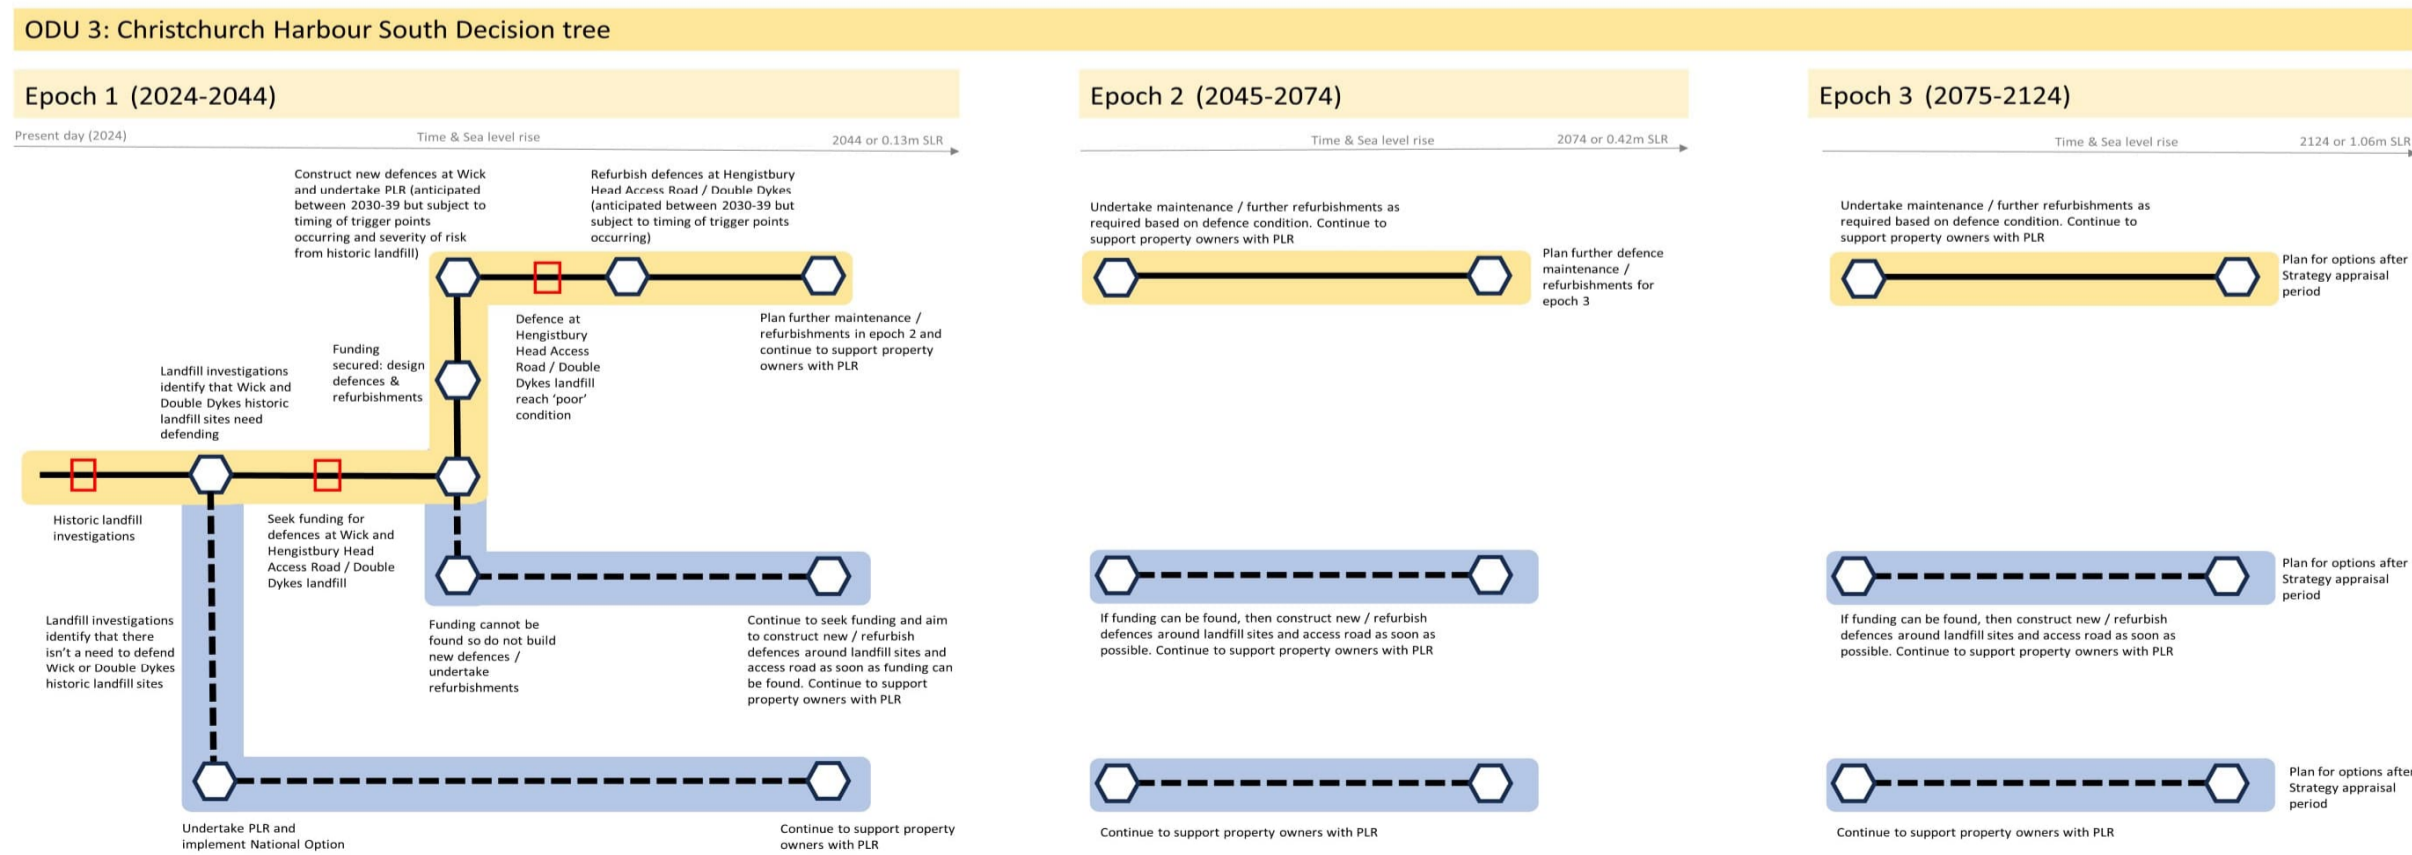 ODU 3: Christchurch Harbour South Decision tree
Epoch 1 (2024-2044)
Epoch 2 (2045-2074)
Epoch 3 (2075-2124)
Present day (2024)
Time & Sea level rise
2044 or 0.13m SLR
Time & Sea level rise
2074 or 0.42m SLR
Time & Sea level rise
2124 or 1.06m SLR
Construct new defences at Wick
and undertake PLR (anticipated
between 2030-39 but subject to
timing of trigger points
occurring and severity of risk
from historic landfill)
Refurbish defences at Hengistbury
Head Access Road / Double Dykes
(anticipated between 2030-39 but
subject to timing of trigger points
occurring)
Undertake maintenance / further refurbishments as
required based on defence condition. Continue to
support property owners with PLR
Plan further defence
maintenance /
refurbishments for
epoch 3
Undertake maintenance / further refurbishments as
required based on defence condition. Continue to
support property owners with PLR
Plan for options after
Strategy appraisal
period
Defence at
Hengistbury
Head Access
Road / Double
Dykes landfill
reach ‘poor’
condition
Plan further maintenance /
refurbishments in epoch 2 and
continue to support property
owners with PLR
Funding
secured: design
defences &
refurbishments
Landfill investigations
identify that Wick and
Double Dykes historic
landfill sites need
defending
Historic landfill
investigations
Seek funding for
defences at Wick and
Hengistbury Head
Access Road / Double
Dykes landfill
Landfill investigations
identify that there
isn’t a need to defend
Wick or Double Dykes
historic landfill sites
Funding cannot be
found so do not build
new defences /
undertake
refurbishments
Continue to seek funding and aim
to construct new / refurbish
defences around landfill sites and
access road as soon as funding can
be found. Continue to support
property owners with PLR
If funding can be found, then construct new / refurbish
defences around landfill sites and access road as soon as
possible. Continue to support property owners with PLR
Plan for options after
Strategy appraisal
period
If funding can be found, then construct new / refurbish
defences around landfill sites and access road as soon as
possible. Continue to support property owners with PLR
Undertake PLR and
implement National Option
Continue to support property
owners with PLR
Continue to support property owners with PLR
Plan for options after
Strategy appraisal
period
Continue to support property owners with PLR